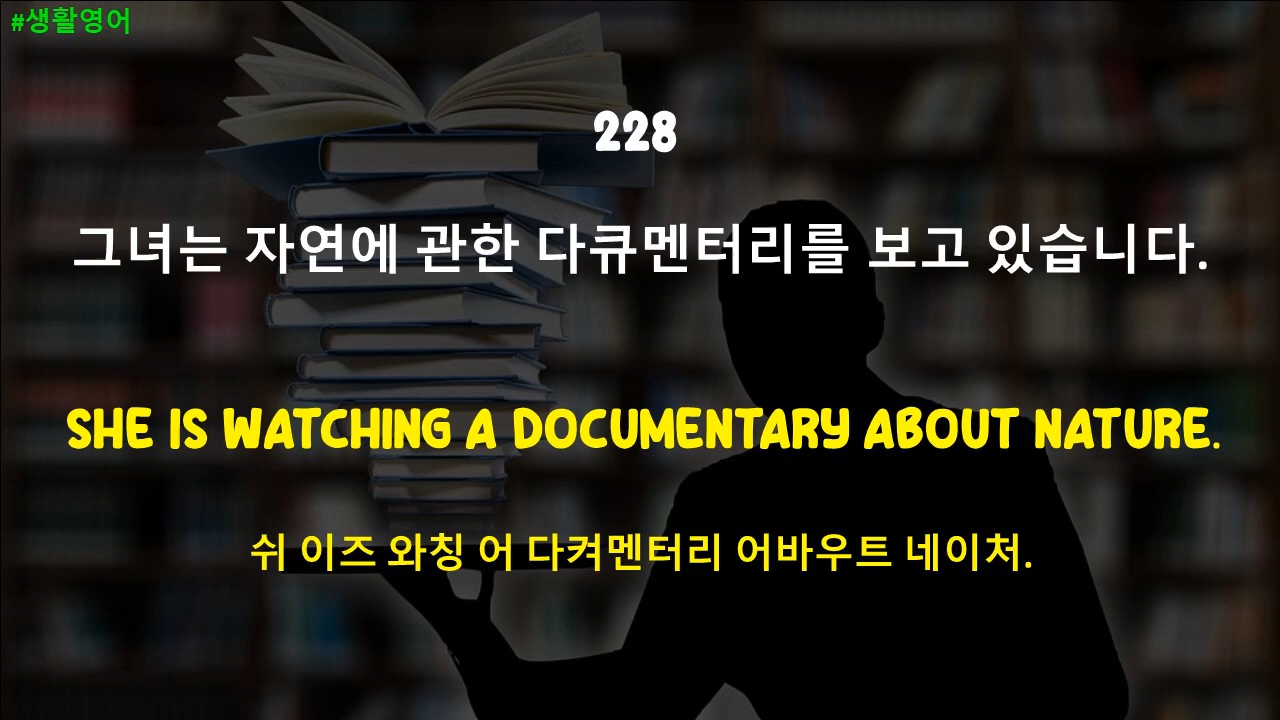 #생활영어
228
그녀는 자연에 관한 다큐멘터리를 보고 있습니다.
SHE IS WATCHING A DOCUMENTARY ABOUT NATURE.
쉬 이즈 와칭 어 다켜멘터리 어바우트 네이처.